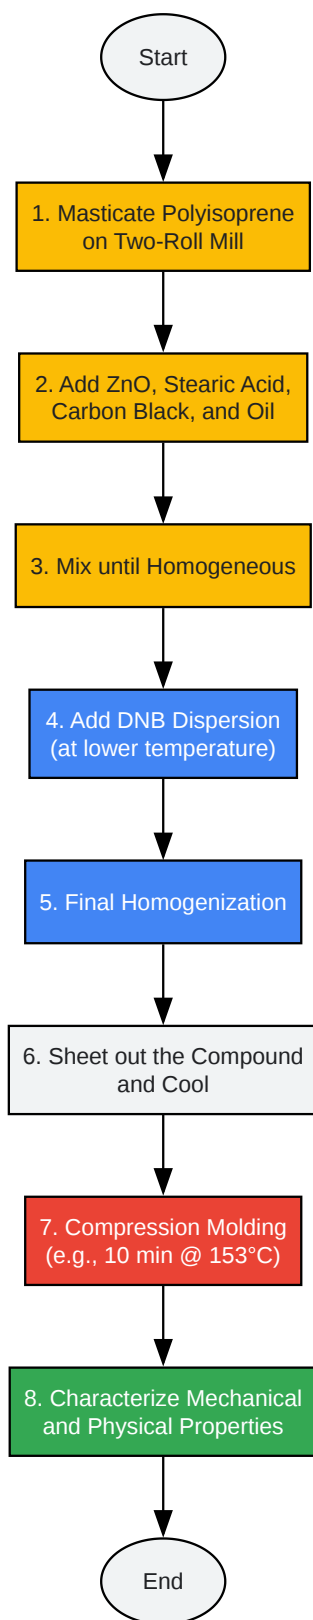 Start
1. Masticate Polyisoprene
on Two-Roll Mill
2. Add ZnO, Stearic Acid,
Carbon Black, and Oil
3. Mix until Homogeneous
4. Add DNB Dispersion
(at lower temperature)
5. Final Homogenization
6. Sheet out the Compound
and Cool
7. Compression Molding
(e.g., 10 min @ 153°C)
8. Characterize Mechanical
and Physical Properties
End